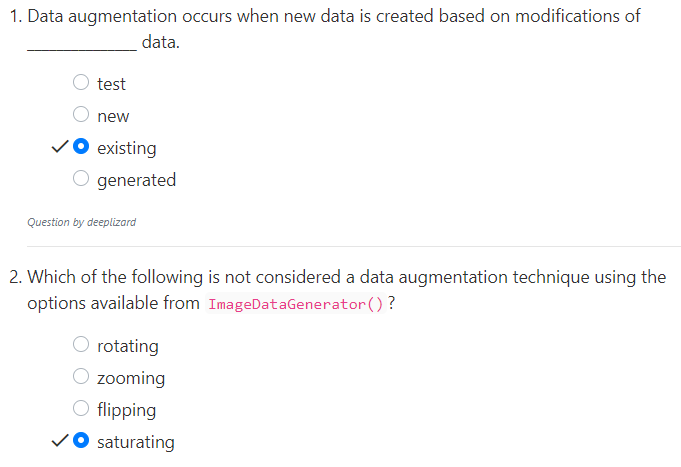 1. Data augmentation occurs when new data is created based on modifications of
______________ data.
test
new
existing
generated
Question by deeplizard
2. Which of the following is not considered a data augmentation technique using the
options available from ImageDataGenerator()?
rotating
zooming
flipping
saturating